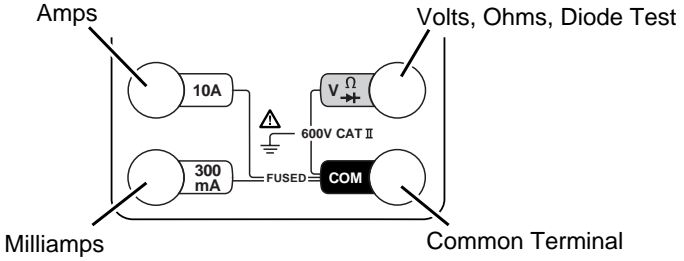 Amps
Volts, Ohms, Diode Test
10A
V Ω
600V CAT II
300
mA
FUSED
COM
Milliamps
Common Terminal